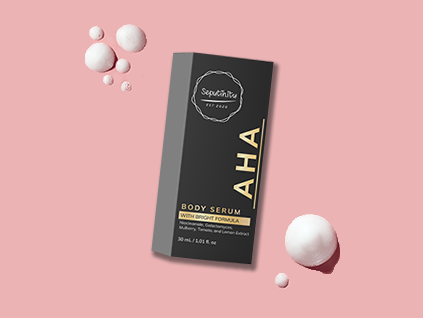 Seputihitu
EST 2020
AHA
BODY SERUM
WITH BRIGHT FORMULA
Niacinamide, Galactomyces,
Mulberry, Tomato, and Lemon Extract
30 mL / 1.01 fl. oz